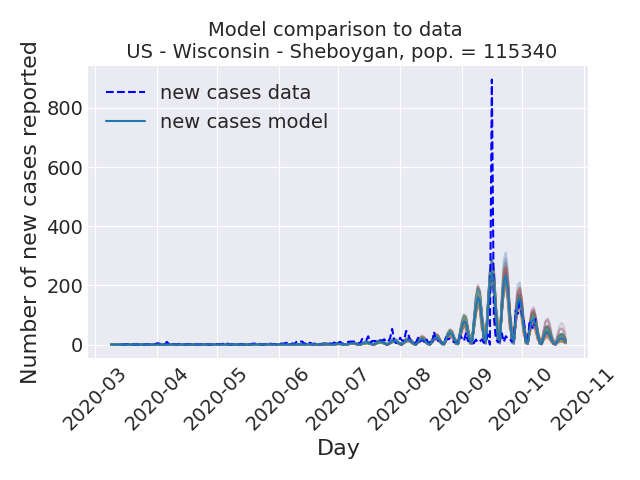 Model comparison to data
US - Wisconsin - Sheboygan, pop. = 115340
Number of new cases reported
800
600
400
200
0
new cases data
new cases model
2020-03
2020-04
2020-05
2020-06
2020-07
2020-08
2020-09
2020-10
2020-11
Day